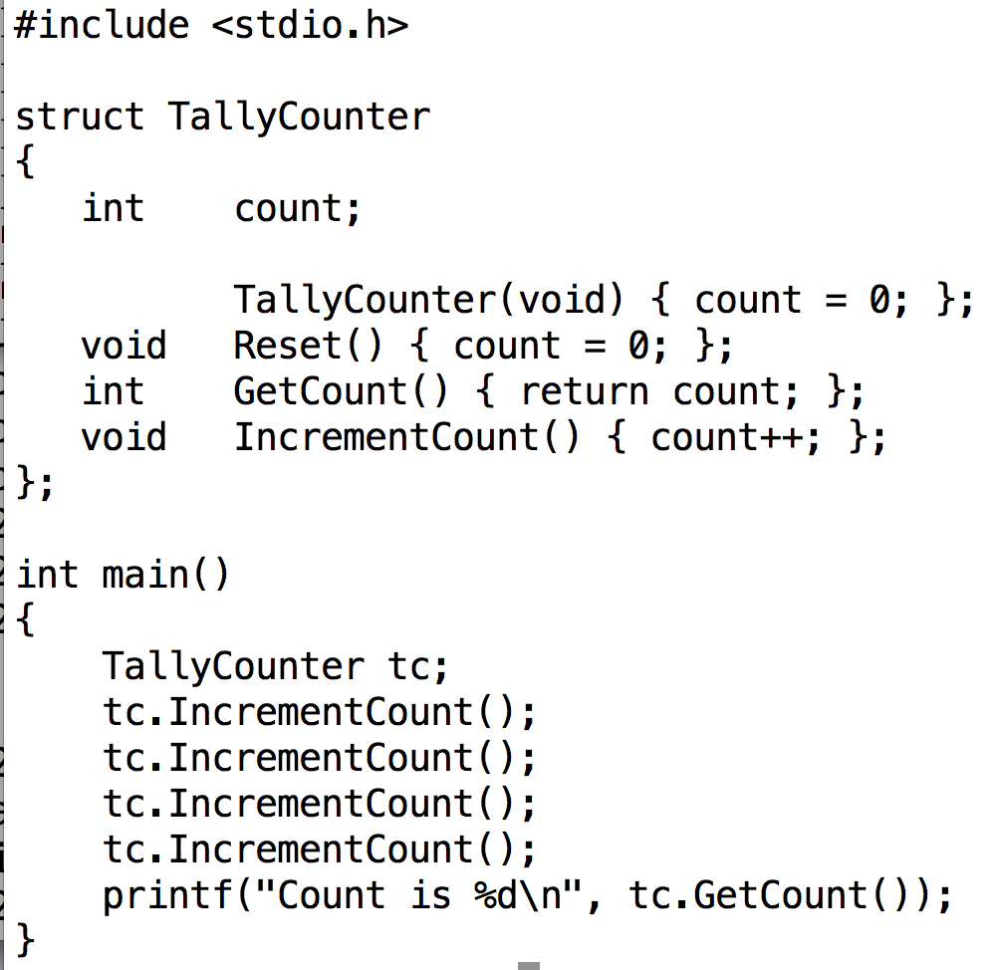 #include <stdio.h>

struct TallyCounter
{
   int    count;

          TallyCounter(void) { count = 0; };
   void   Reset() { count = 0; };
   int    GetCount() { return count; };
   void   IncrementCount() { count++; };
};

int main()
{
    TallyCounter tc;
    tc.IncrementCount();
    tc.IncrementCount();
    tc.IncrementCount();
    tc.IncrementCount();
    printf("Count is %d\n", tc.GetCount());
}